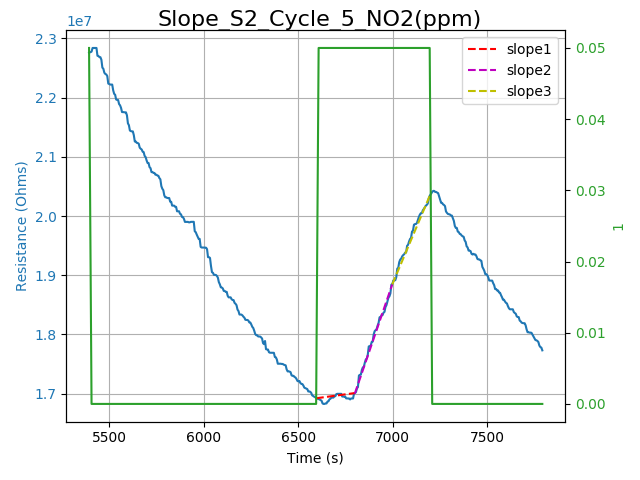 Slope_S2_Cycle_5_NO2(ppm)
1e7
slope1
slope2
slope3
2.3
2.2
2.1
2.0
1.9
1.8
1.7
Resistance (Ohms)
0.05
0.04
0.03
0.02
0.01
0.00
1
5500 6000 6500 7000 7500
Time (s)